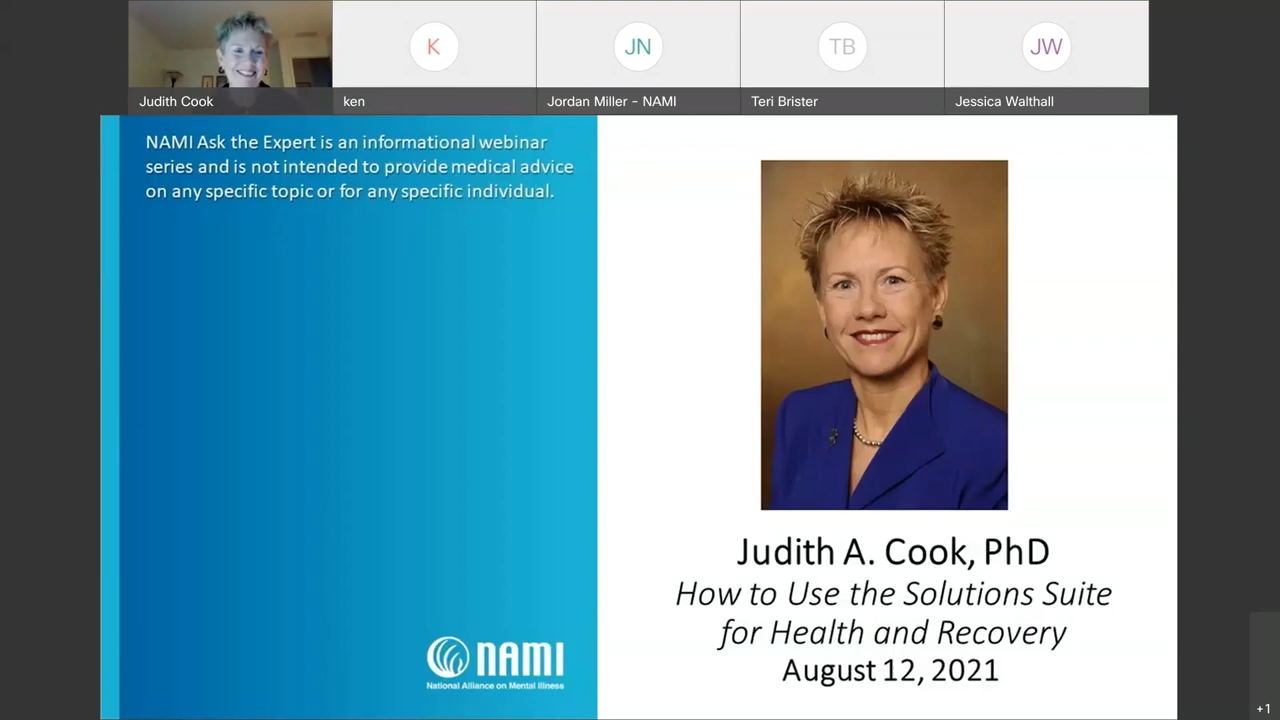 K
JN
TB
JW
Judith Cook
ken
Jordan Miller - NAMI
Teri Brister
Jessica Walthall
NAMI Ask the Expert is an informational webinar
series and is not intended to provide medical advice
on any specific topic or for any specific individual.
NAMI
National Alliance on Mental Illness
Judith A. Cook, PhD
How to Use the Solutions Suite
for Health and Recovery
August 12, 2021
+1